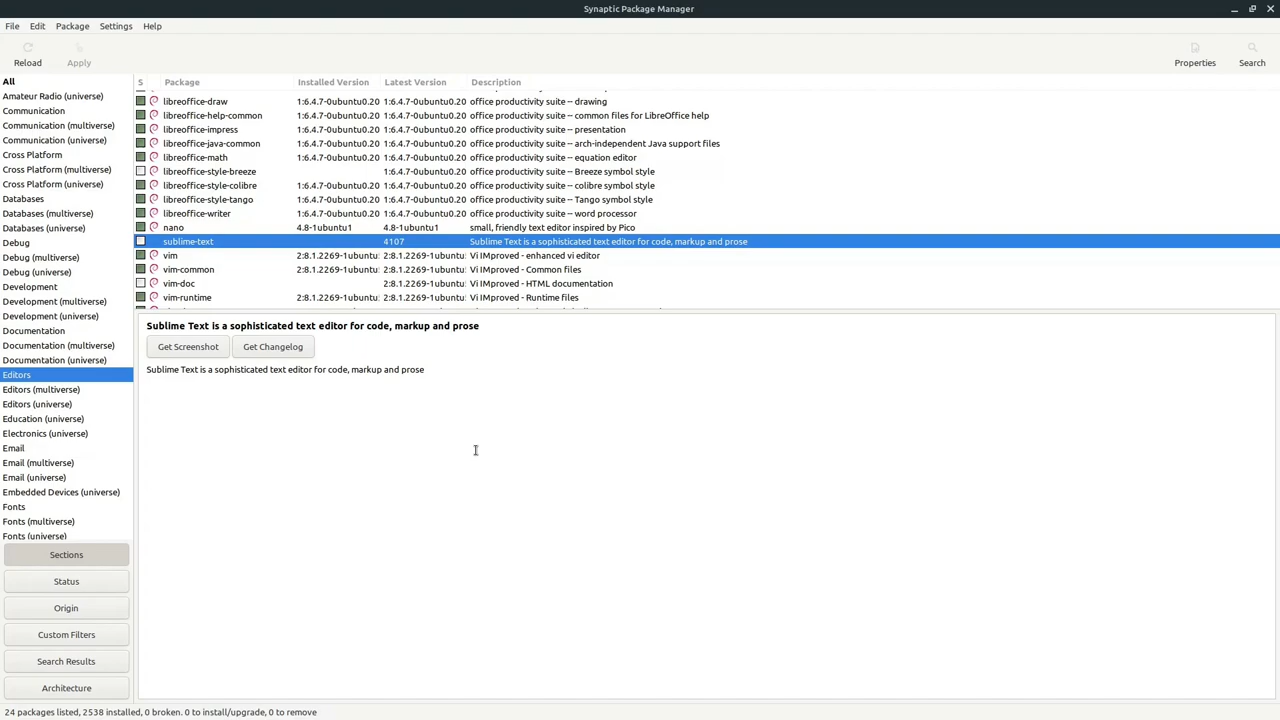 Synaptic Package Manager
File Edit Package Settings Help
Reload Apply Properties Search
All
Amateur Radio (universe)
Communication
Communication (multiverse)
Communication (universe)
Cross Platform
Cross Platform (multiverse)
Cross Platform (universe)
Databases
Databases (multiverse)
Databases (universe)
Debug
Debug (multiverse)
Debug (universe)
Development
Development (multiverse)
Development (universe)
Documentation
Documentation (multiverse)
Documentation (universe)
Editors
Editors (multiverse)
Editors (universe)
Education (universe)
Electronics (universe)
Email
Email (multiverse)
Email (universe)
Embedded Devices (universe)
Fonts
Fonts (multiverse)
Fonts (universe)
Sections
Status
Origin
Custom Filters
Search Results
Architecture
S Package Installed Version Latest Version Description
libreoffice-draw 1:6.4.7-0ubuntu0.20 1:6.4.7-0ubuntu0.20 office productivity suite -- drawing
libreoffice-help-common 1:6.4.7-0ubuntu0.20 1:6.4.7-0ubuntu0.20 office productivity suite -- common files for LibreOffice help
libreoffice-impress 1:6.4.7-0ubuntu0.20 1:6.4.7-0ubuntu0.20 office productivity suite -- presentation
libreoffice-java-common 1:6.4.7-0ubuntu0.20 1:6.4.7-0ubuntu0.20 office productivity suite -- arch-independent Java support files
libreoffice-math 1:6.4.7-0ubuntu0.20 1:6.4.7-0ubuntu0.20 office productivity suite -- equation editor
libreoffice-style-breeze 1:6.4.7-0ubuntu0.20 office productivity suite -- Breeze symbol style
libreoffice-style-colibre 1:6.4.7-0ubuntu0.20 1:6.4.7-0ubuntu0.20 office productivity suite -- colibre symbol style
libreoffice-style-tango 1:6.4.7-0ubuntu0.20 1:6.4.7-0ubuntu0.20 office productivity suite -- Tango symbol style
libreoffice-writer 1:6.4.7-0ubuntu0.20 1:6.4.7-0ubuntu0.20 office productivity suite -- word processor
nano 4.8-1ubuntu1 4.8-1ubuntu1 small, friendly text editor inspired by Pico
sublime-text 4107 Sublime Text is a sophisticated text editor for code, markup and prose
vim 2:8.1.2269-1ubuntu 2:8.1.2269-1ubuntu Vi IMproved - enhanced vi editor
vim-common 2:8.1.2269-1ubuntu 2:8.1.2269-1ubuntu Vi IMproved - Common files
vim-doc 2:8.1.2269-1ubuntu Vi IMproved - HTML documentation
vim-runtime 2:8.1.2269-1ubuntu 2:8.1.2269-1ubuntu Vi IMproved - Runtime files
Sublime Text is a sophisticated text editor for code, markup and prose
Get Screenshot Get Changelog
Sublime Text is a sophisticated text editor for code, markup and prose
24 packages listed, 2538 installed, 0 broken. 0 to install/upgrade, 0 to remove